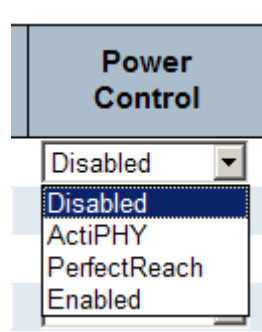 Power
Control
Disabled
Disabled
ActiPHY
PerfectReach
Enabled